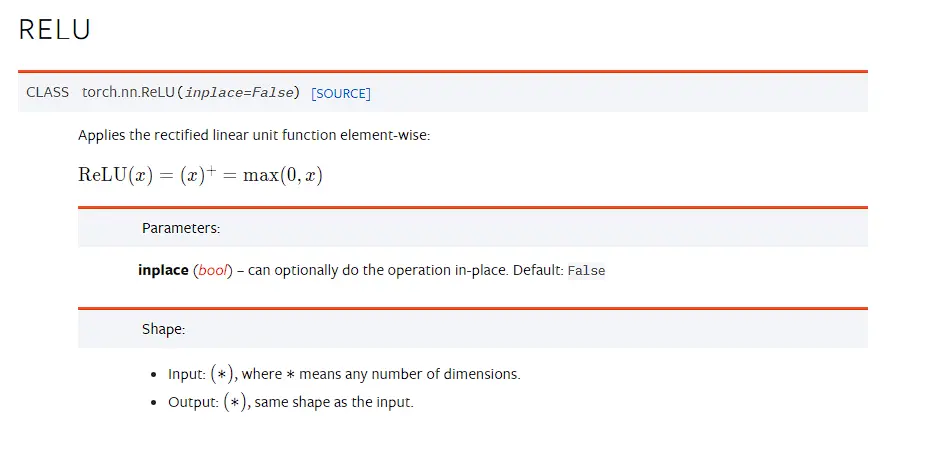 RELU
CLASS torch.nn.ReLU(inplace=False) [SOURCE]
Applies the rectified linear unit function element-wise:
ReLU(x) = (x)⁺ = max(0, x)
Parameters:
inplace (bool) – can optionally do the operation in-place. Default: False
Shape:
• Input: (∗), where ∗ means any number of dimensions.
• Output: (∗), same shape as the input.